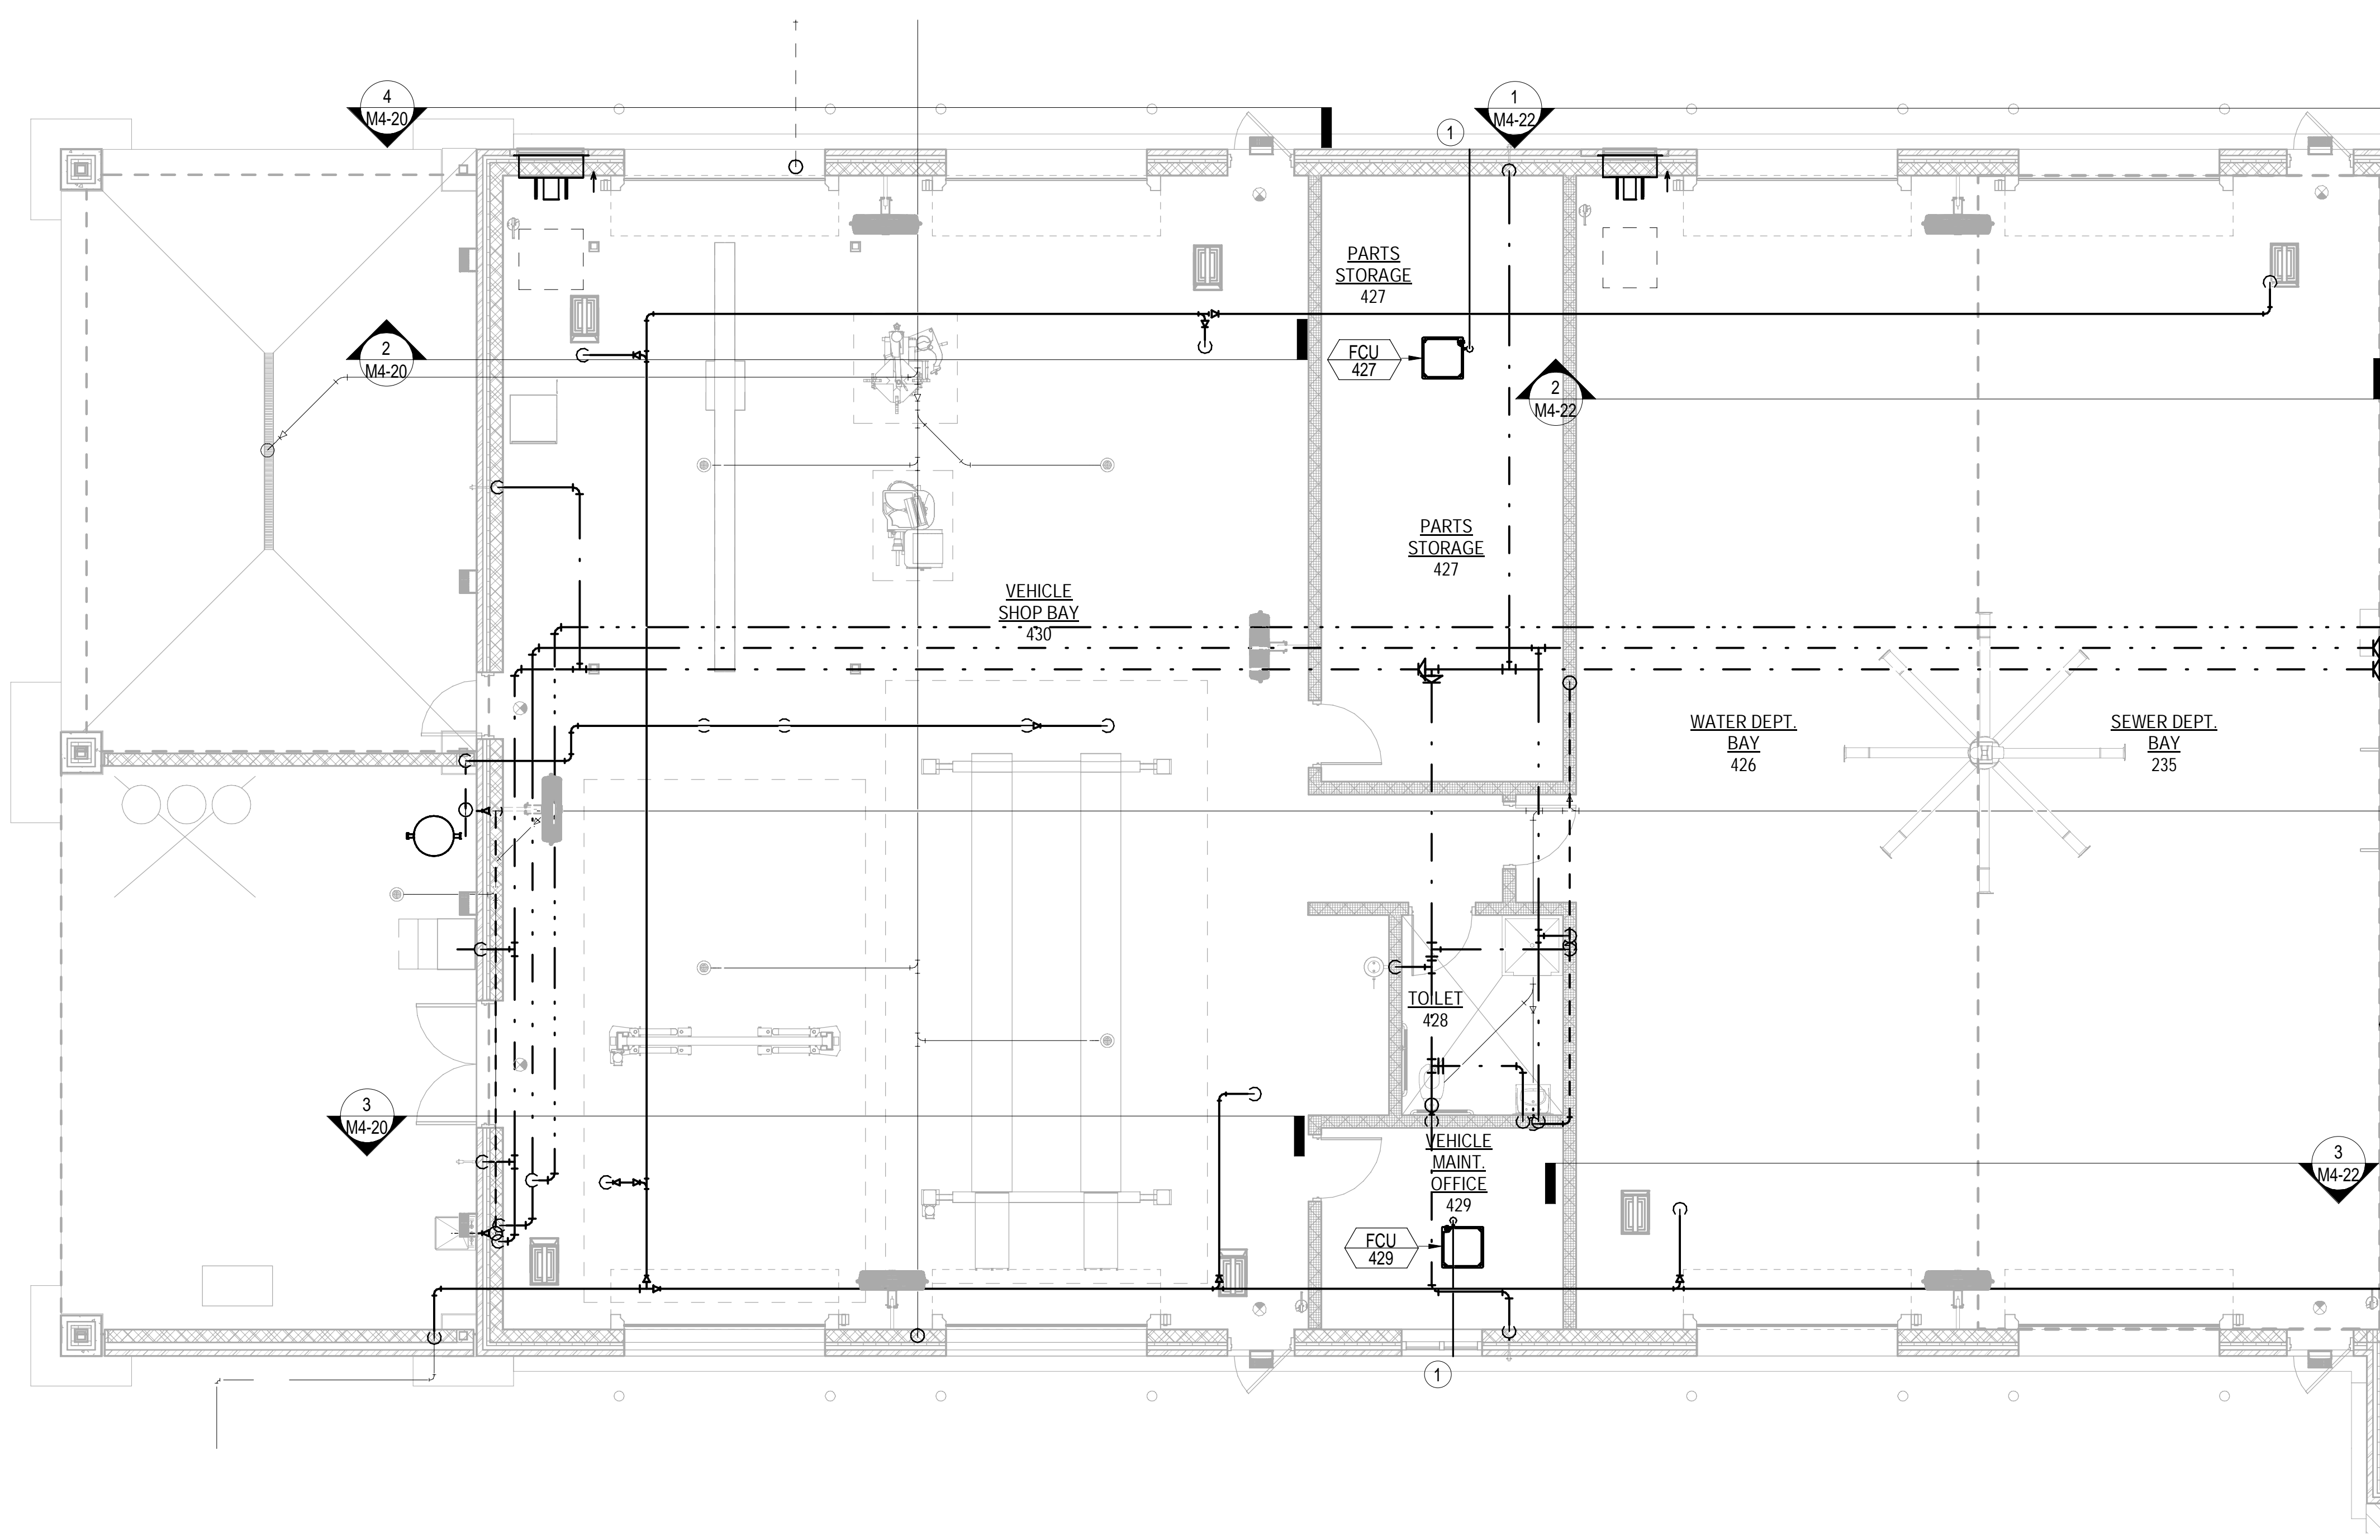 4
M4-20
1
1
M4-22
PARTS
STORAGE
427
2
M4-20
FCU
427
2
M4-22
PARTS
STORAGE
427
VEHICLE
SHOP BAY
430
WATER DEPT.
BAY
426
SEWER DEPT.
BAY
235
TOILET
428
3
M4-20
VEHICLE
MAINT.
OFFICE
429
3
M4-22
FCU
429
1